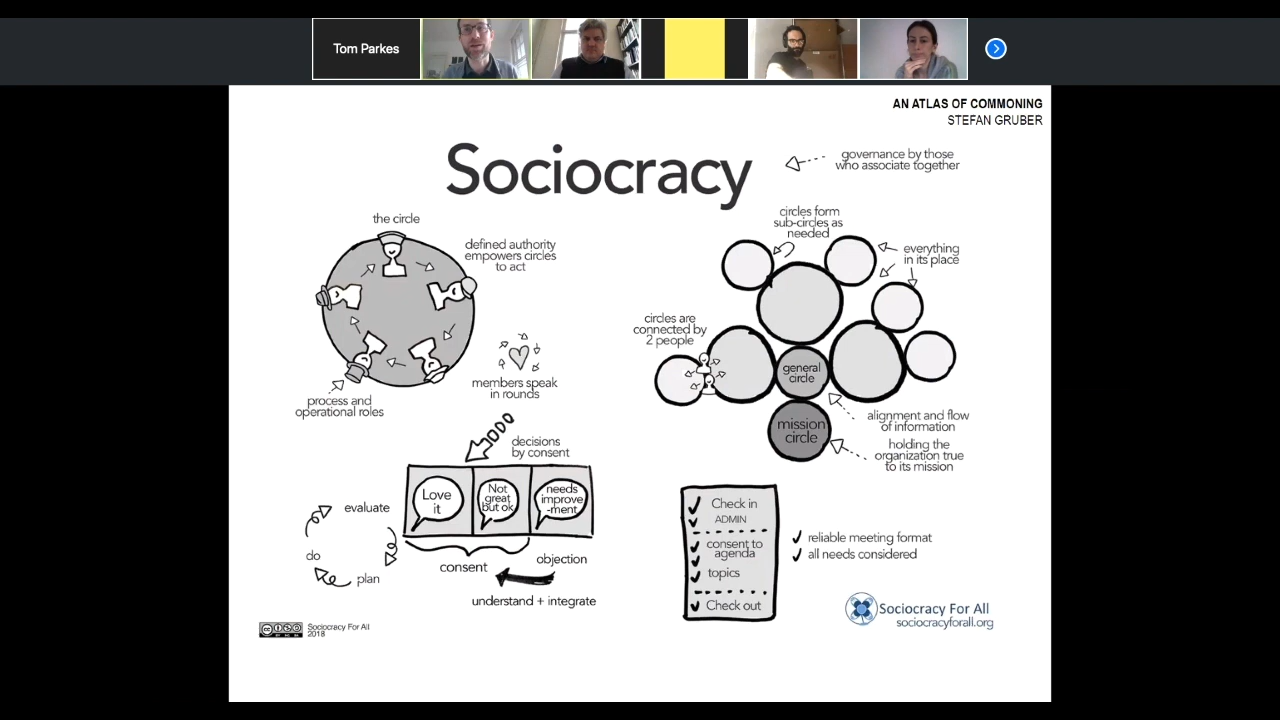 Tom Parkes
AN ATLAS OF COMMONING
STEFAN GRUBER
Sociocracy
governance by those
who associate together
the circle
defined authority
empowers circles
to act
process and
operational roles
members speak
in rounds
circles form
sub-circles as
needed
everything
in its place
circles are
connected by
2 people
general
circle
mission
circle
alignment and flow
of information
holding the
organization true
to its mission
decisions
by consent
Love
it
Not
great
but ok
needs
improve
-ment
consent
objection
understand + integrate
evaluate
do
plan
Check in
ADMIN
consent to
agenda
topics
Check out
reliable meeting format
all needs considered
Sociocracy For All
sociocracyforall.org
Sociocracy For All
2018